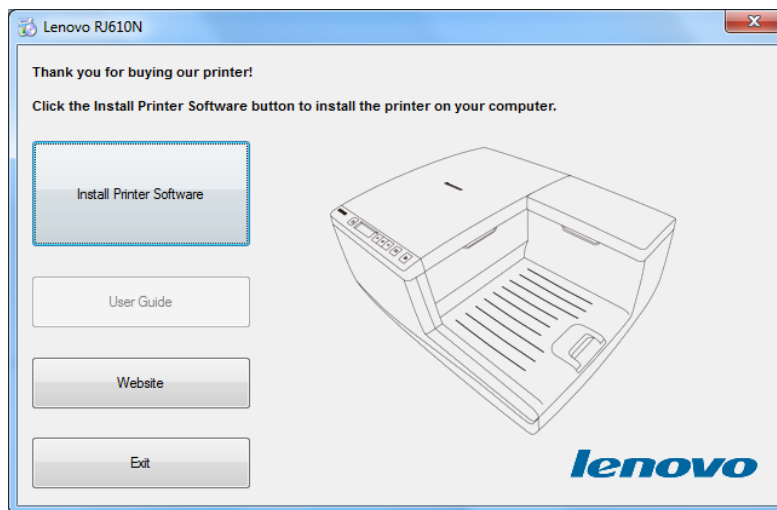 Lenovo RJ610N
Thank you for buying our printer!
Click the Install Printer Software button to install the printer on your computer.
Install Printer Software
User Guide
Website
Exit
lenovo